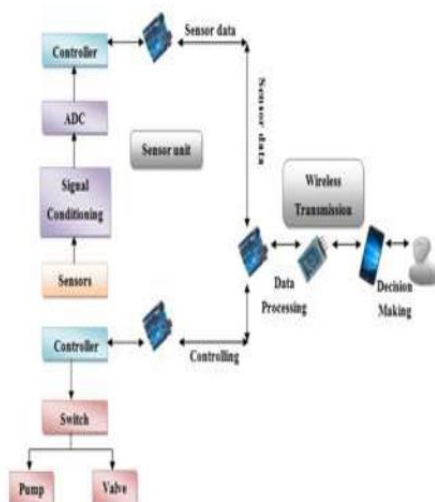 Controller
Sensor data
ADC
Sensor unit
Sensor data
Signal
Conditioning
Wireless
Transmission
Sensors
Data
Processing
Decision
Making
Controller
Controlling
Switch
Pump
Valve